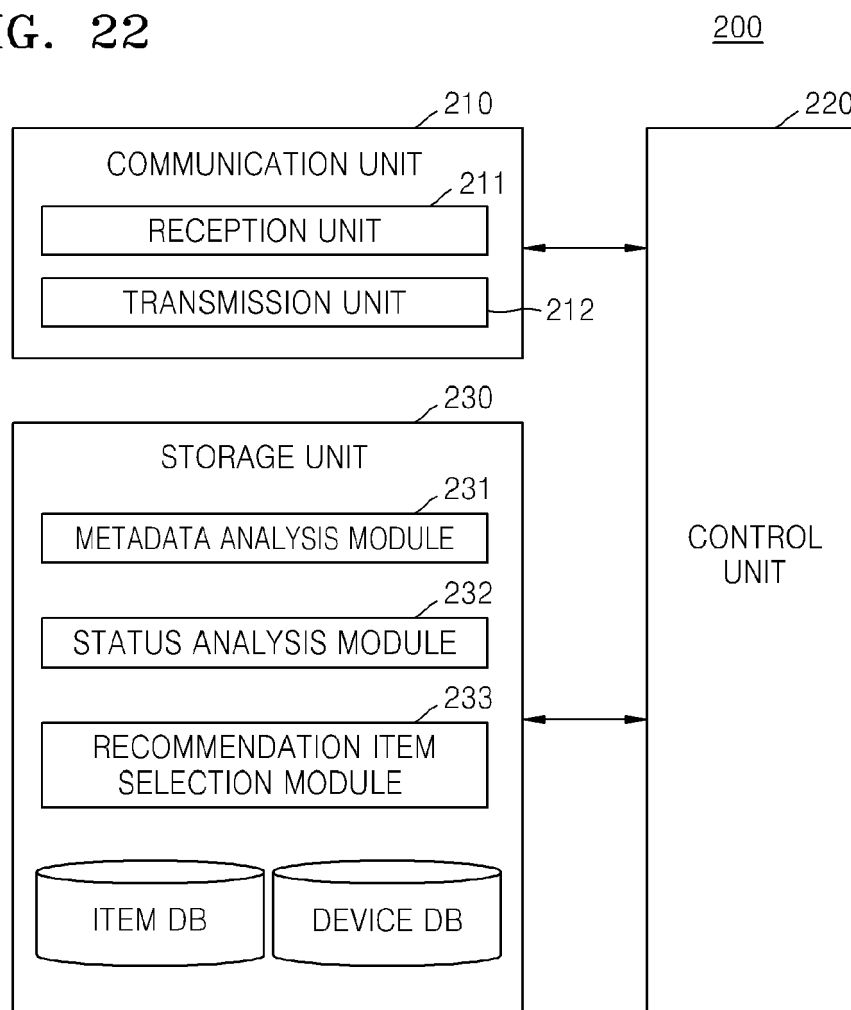 IG. 22
200
210
220
COMMUNICATION UNIT
211
RECEPTION UNIT
TRANSMISSION UNIT
212
230
STORAGE UNIT
231
METADATA ANALYSIS MODULE
CONTROL
UNIT
232
STATUS ANALYSIS MODULE
233
RECOMMENDATION ITEM
SELECTION MODULE
ITEM DB
DEVICE DB